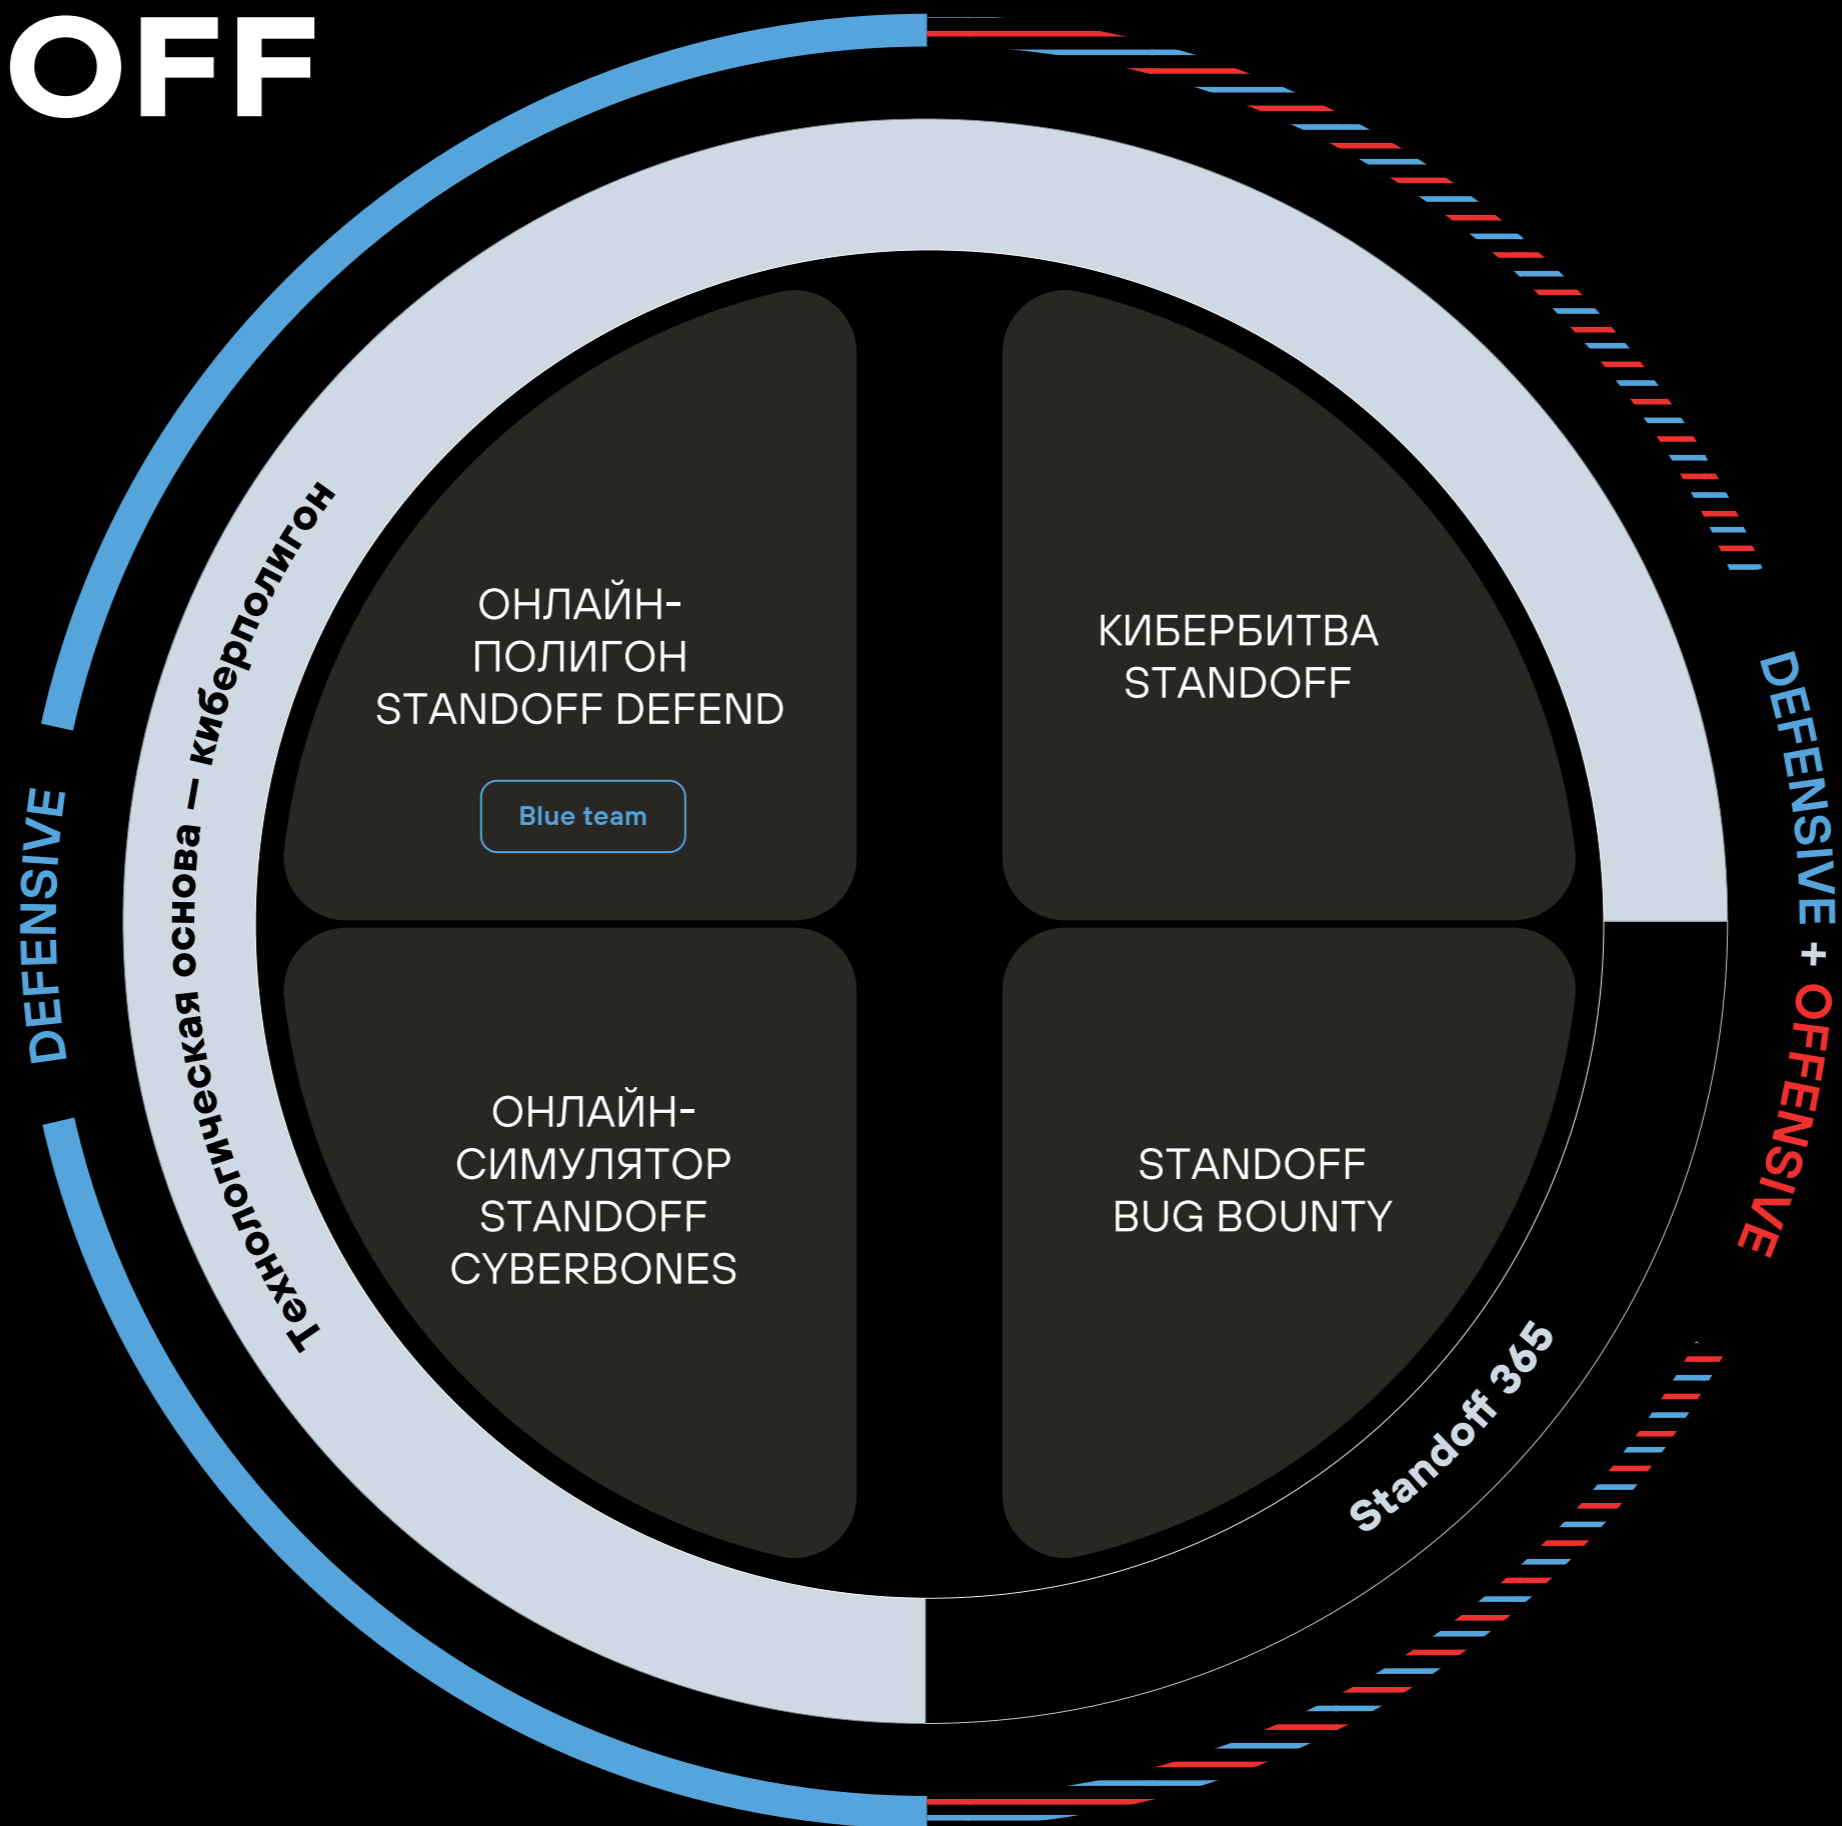 OFF
ОНЛАЙН-
ПОЛИГОН
STANDOFF DEFEND
Blue team
КИБЕРБИТВА
STANDOFF
ОНЛАЙН-
СИМУЛЯТОР
STANDOFF
CYBERBONES
STANDOFF
BUG BOUNTY
Технологическая основа — киберполигон
Standoff 365
DEFENSIVE
DEFENSIVE + OFFENSIVE